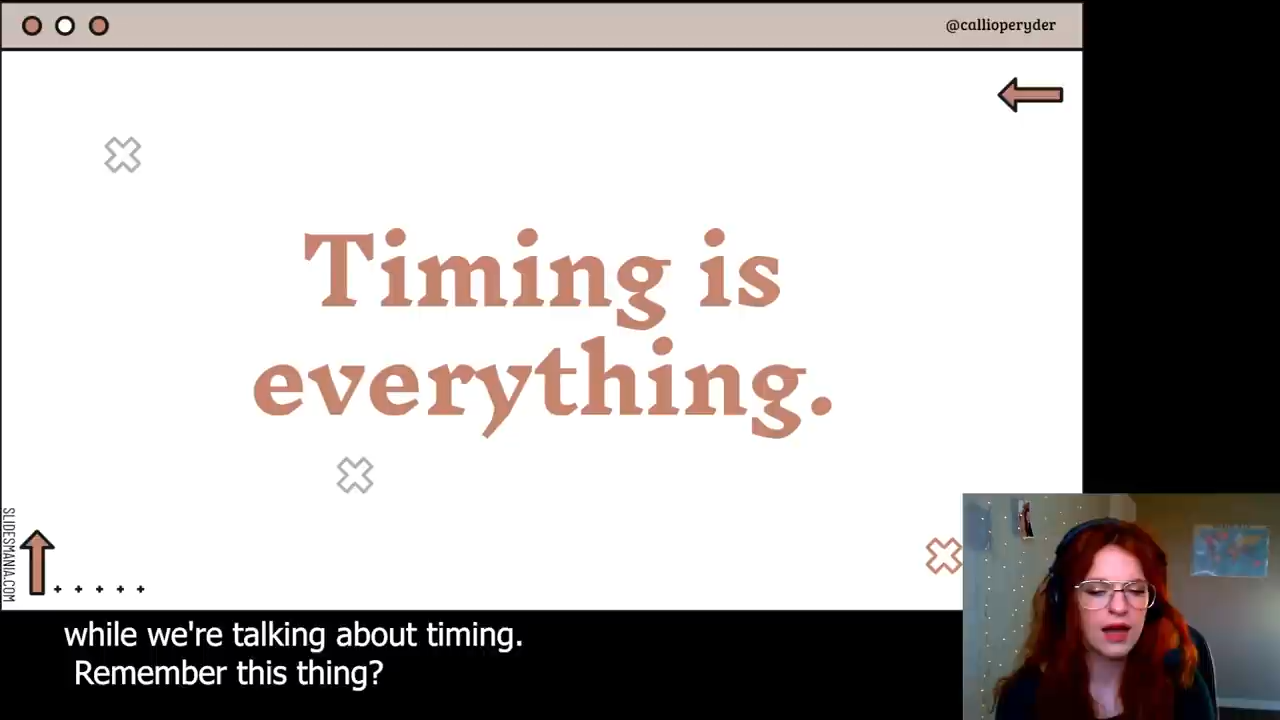 @callioperyder
Timing is
everything.
SLIDESMANIA.COM
while we're talking about timing.
Remember this thing?